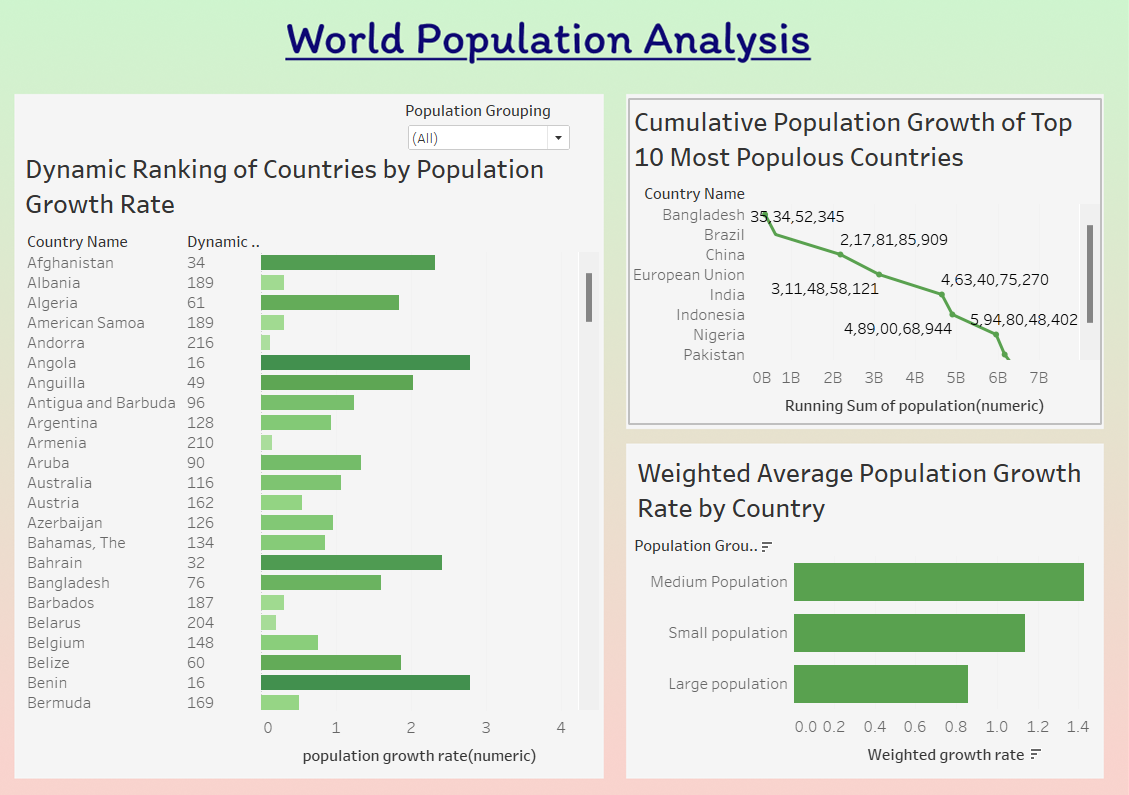 World Population Analysis
Population Grouping
(All)
Dynamic Ranking of Countries by Population
Growth Rate
Country Name Dynamic ..
Afghanistan 34
Albania 189
Algeria 61
American Samoa 189
Andorra 216
Angola 16
Anguilla 49
Antigua and Barbuda 96
Argentina 128
Armenia 210
Aruba 90
Australia 116
Austria 162
Azerbaijan 126
Bahamas, The 134
Bahrain 32
Bangladesh 76
Barbados 187
Belarus 204
Belgium 148
Belize 60
Benin 16
Bermuda 169
0 1 2 3 4
population growth rate(numeric)
Cumulative Population Growth of Top
10 Most Populous Countries
Country Name
Bangladesh 35,34,52,345
Brazil 2,17,81,85,909
China
European Union 4,63,40,75,270
India 3,11,48,58,121
Indonesia 5,94,80,48,402
Nigeria 4,89,00,68,944
Pakistan
0B 1B 2B 3B 4B 5B 6B 7B
Running Sum of population(numeric)
Weighted Average Population Growth
Rate by Country
Population Grou..
Medium Population
Small population
Large population
0.0 0.2 0.4 0.6 0.8 1.0 1.2 1.4
Weighted growth rate